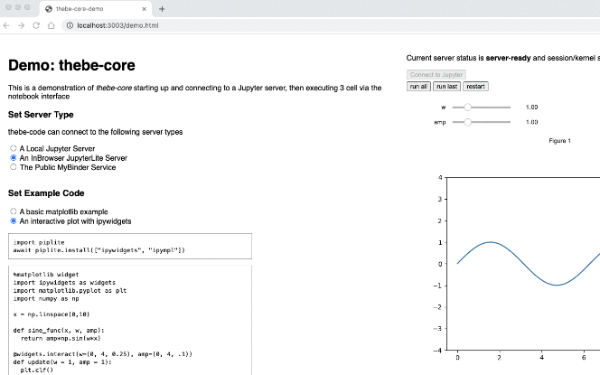 thebe-core-demo
localhost:3003/demo.html
Demo: thebe-core
This is a demonstration of thebe-core starting up and connecting to a Jupyter server, then executing 3 cell via the
notebook interface
Set Server Type
thebe-code can connect to the following server types
A Local Jupyter Server
An InBrowser JupyterLite Server
The Public MyBinder Service
Set Example Code
A basic matplotlib example
An interactive plot with ipywidgets
import piplite
await piplite.install(["ipywidgets", "ipympl"])
%matplotlib widget
import ipywidgets as widgets
import matplotlib.pyplot as plt
import numpy as np
x = np.linspace(0,10)
def sine_func(x, w, amp):
return amp*np.sin(w*x)
@widgets.interact(w=(0, 4, 0.25), amp=(0, 4, .1))
def update(w = 1, amp = 1):
plt.clf()
Current server status is server-ready and session/kernel s
Connect to Jupyter
run all run last restart
w 1.00
amp 1.00
Figure 1
4
3
2
1
0
−1
−2
−3
−4
0 2 4